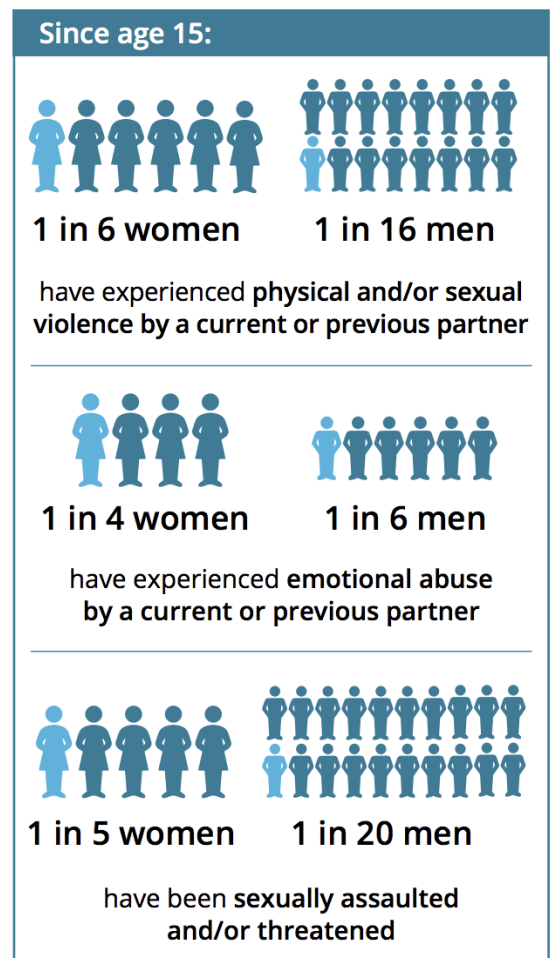 Since age 15:
1 in 6 women
1 in 16 men
have experienced physical and/or sexual
violence by a current or previous partner
1 in 4 women
1 in 6 men
have experienced emotional abuse
by a current or previous partner
1 in 5 women
1 in 20 men
have been sexually assaulted
and/or threatened